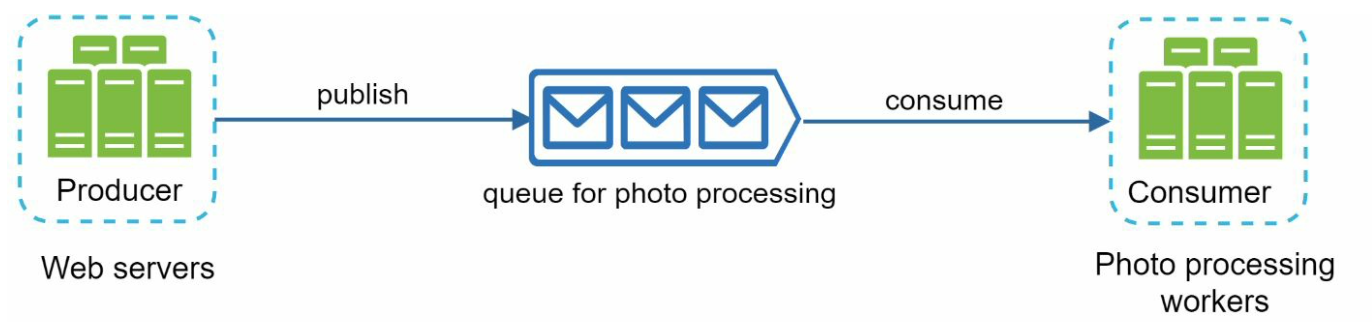 publish
consume
Producer
queue for photo processing
Consumer
Web servers
Photo processing
workers